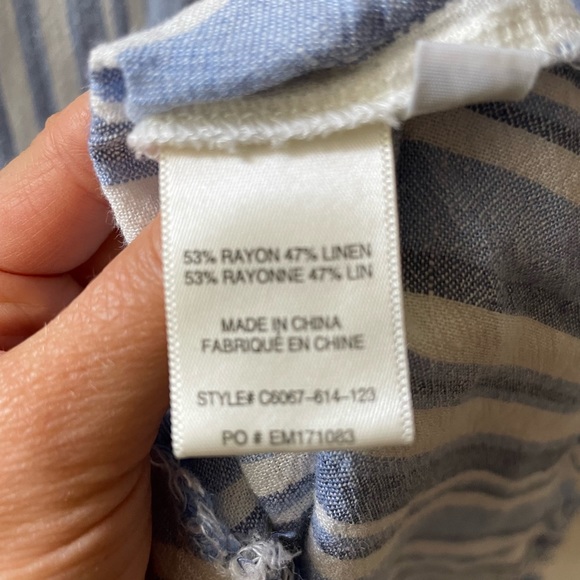 53% RAYON 47% LINEN
53% RAYONNE 47% LIN
MADE IN CHINA
FABRIQUÉ EN CHINE
STYLE# C6067-614-123
PO # EM171083